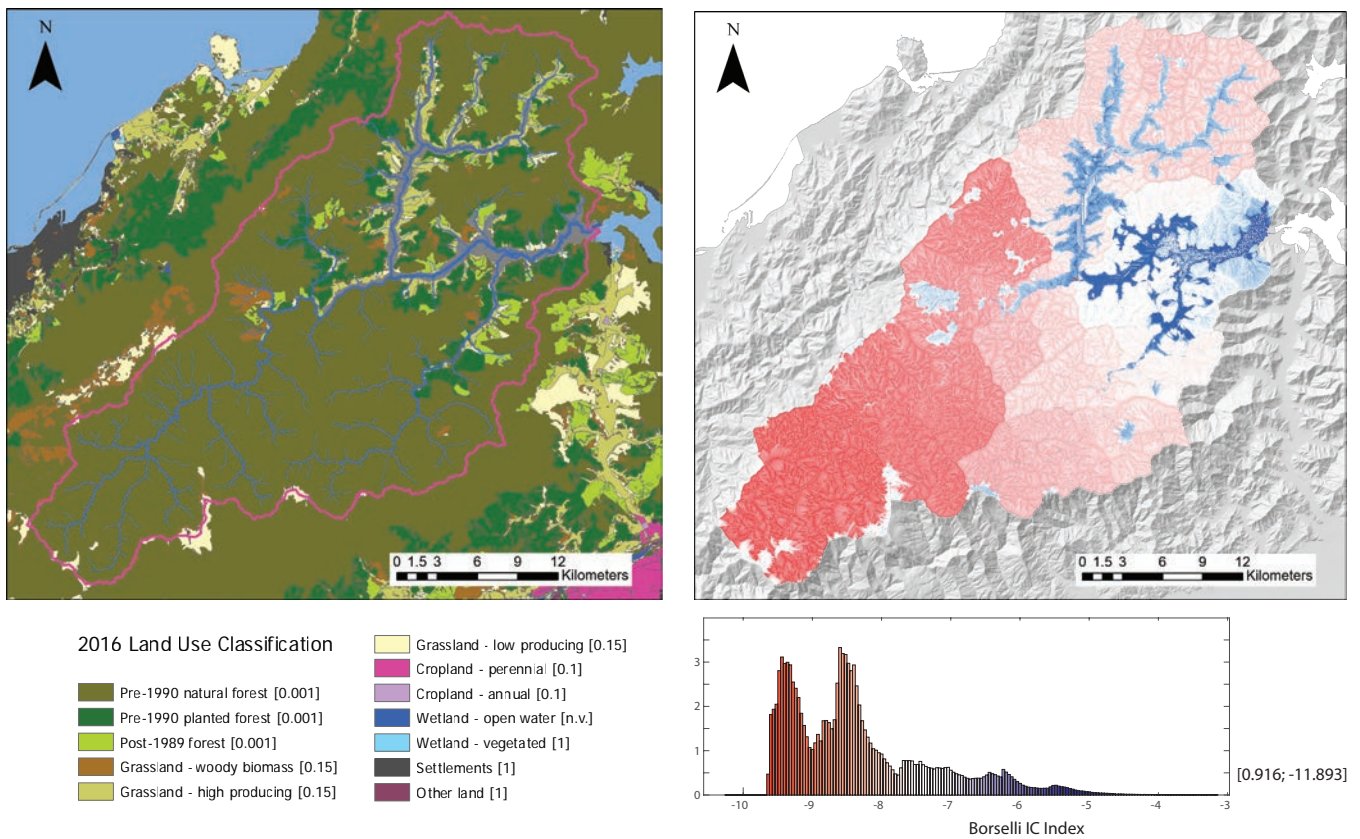 N
0 1.5 3 6 9 12
Kilometers
N
0 1.5 3 6 9 12
Kilometers
2016 Land Use Classification
Pre-1990 natural forest [0.001]
Pre-1990 planted forest [0.001]
Post-1989 forest [0.001]
Grassland - woody biomass [0.15]
Grassland - high producing [0.15]
Grassland - low producing [0.15]
Cropland - perennial [0.1]
Cropland - annual [0.1]
Wetland - open water [n.v.]
Wetland - vegetated [1]
Settlements [1]
Other land [1]
3
2
1
0
-10 -9 -8 -7 -6 -5 -4 -3
[0.916; -11.893]
Borselli IC Index